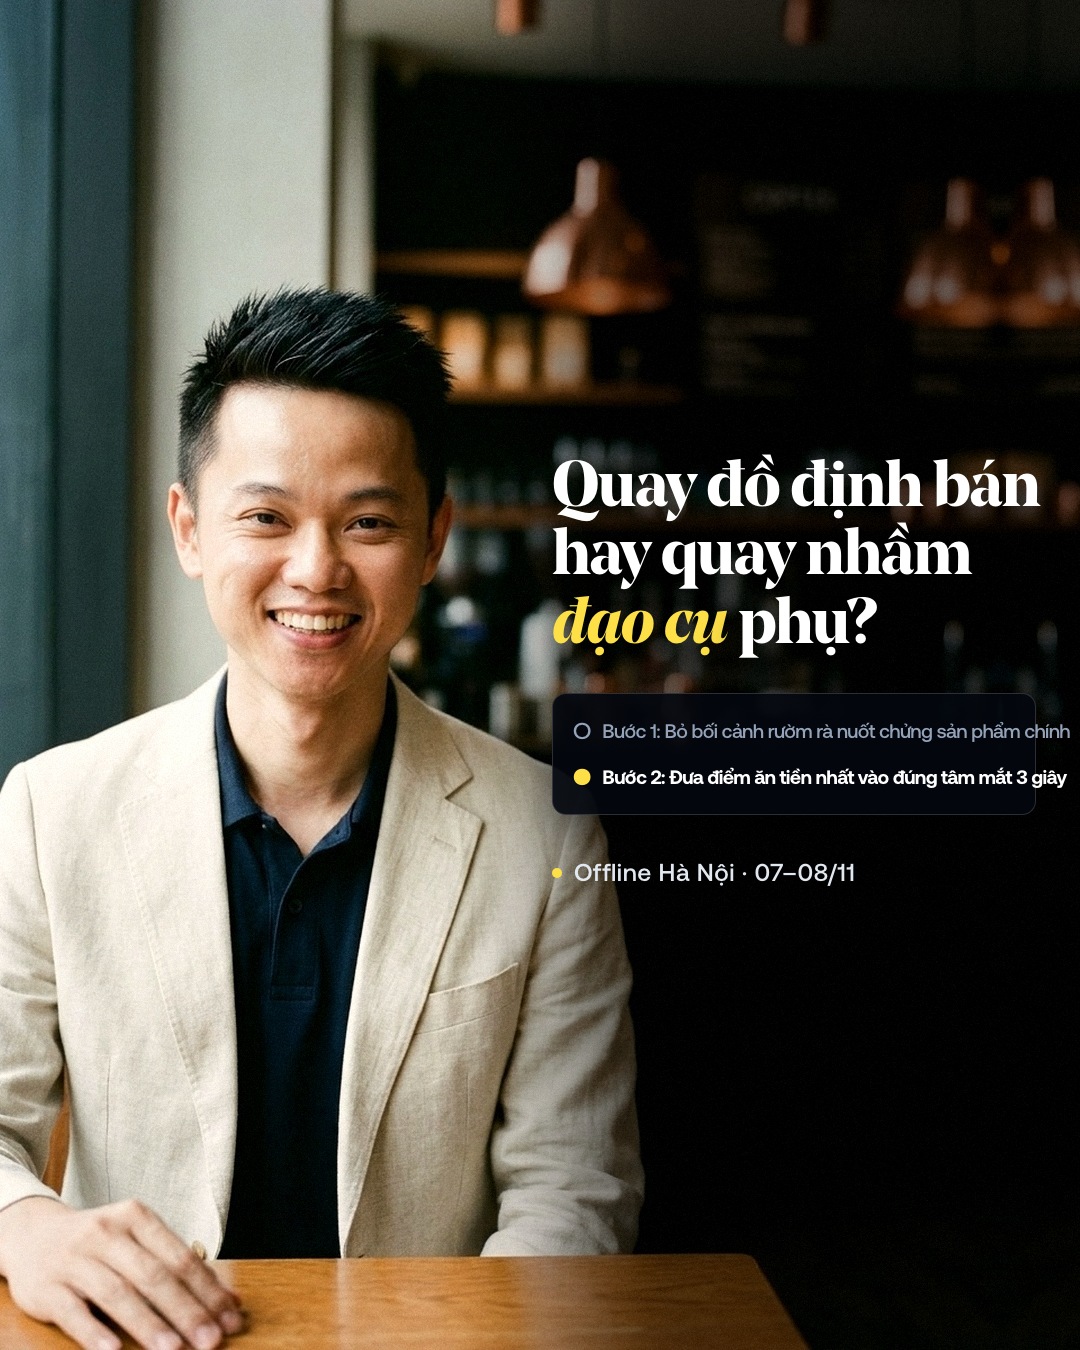 Quay đồ định bán
hay quay nhầm
đạo cụ phụ?
Bước 1: Bỏ bối cảnh rườm rà nuốt chửng sản phẩm chính
Bước 2: Đưa điểm ăn tiền nhất vào đúng tâm mắt 3 giây
Offline Hà Nội · 07–08/11